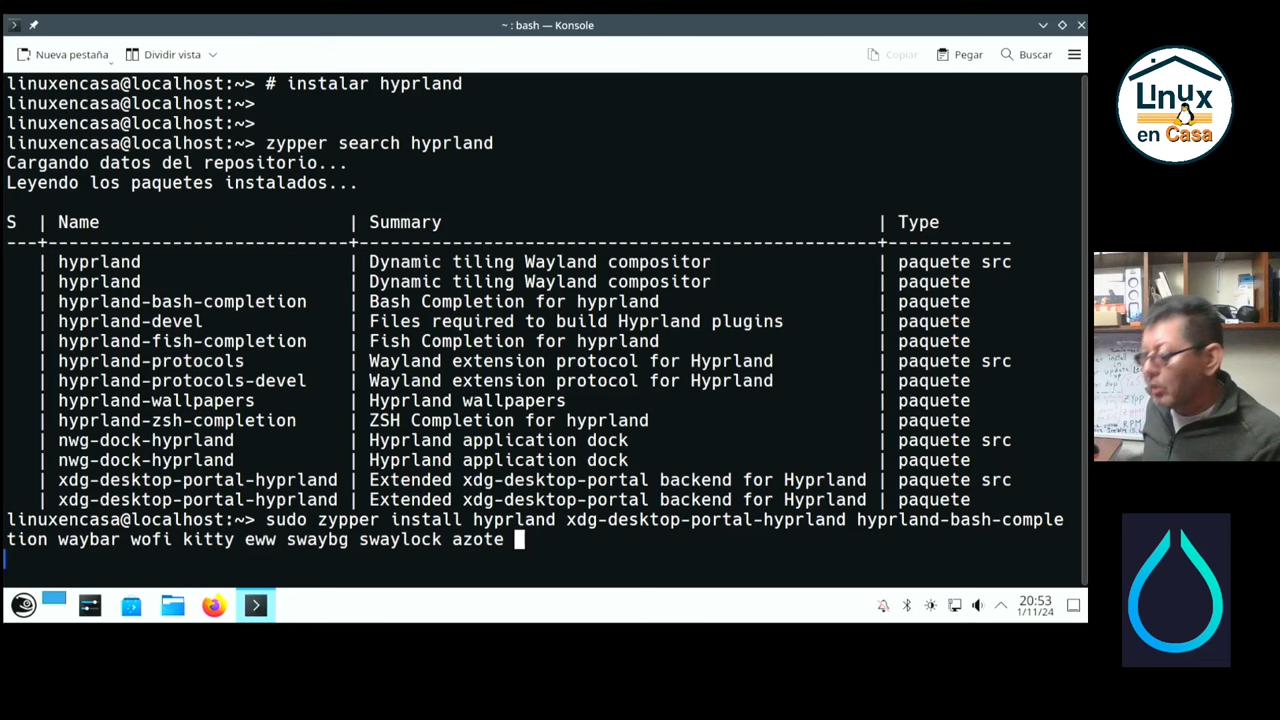 ~ : bash — Konsole
Nueva pestaña
Dividir vista
Copiar
Pegar
Buscar
linuxencasa@localhost:~> # instalar hyprland
linuxencasa@localhost:~>
linuxencasa@localhost:~>
linuxencasa@localhost:~> zypper search hyprland
Cargando datos del repositorio...
Leyendo los paquetes instalados...
S | Name | Summary | Type
---+-----------------------------+--------------------------------------------------+------------
| hyprland | Dynamic tiling Wayland compositor | paquete src
| hyprland | Dynamic tiling Wayland compositor | paquete
| hyprland-bash-completion | Bash Completion for hyprland | paquete
| hyprland-devel | Files required to build Hyprland plugins | paquete
| hyprland-fish-completion | Fish Completion for hyprland | paquete
| hyprland-protocols | Wayland extension protocol for Hyprland | paquete src
| hyprland-protocols-devel | Wayland extension protocol for Hyprland | paquete
| hyprland-wallpapers | Hyprland wallpapers | paquete
| hyprland-zsh-completion | ZSH Completion for hyprland | paquete
| nwg-dock-hyprland | Hyprland application dock | paquete src
| nwg-dock-hyprland | Hyprland application dock | paquete
| xdg-desktop-portal-hyprland | Extended xdg-desktop-portal backend for Hyprland | paquete src
| xdg-desktop-portal-hyprland | Extended xdg-desktop-portal backend for Hyprland | paquete
linuxencasa@localhost:~> sudo zypper install hyprland xdg-desktop-portal-hyprland hyprland-bash-comple
tion waybar wofi kitty eww swaybg swaylock azote
20:53
1/11/24
Linux
en Casa
ZYPP
RPM